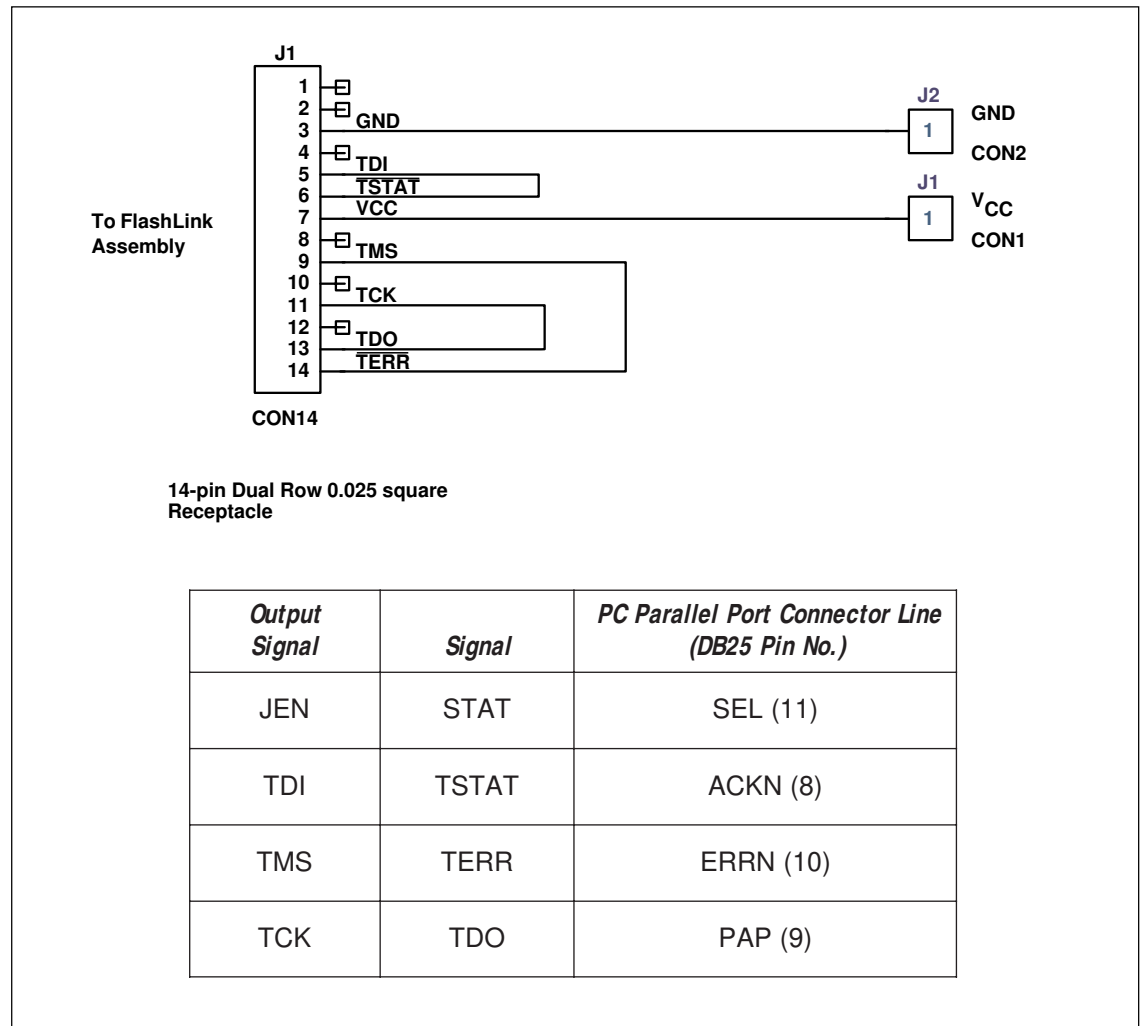 J1
1
2
GND
3
4
TDI
5
TSTAT
6
VCC
7
8
TMS
9
10
TCK
11
12
TDO
13
TERR
14
CON14
To FlashLink
Assembly
J2
1
GND
CON2
J1
1
VCC
CON1
14-pin Dual Row 0.025 square
Receptacle
Output
Signal
Signal
PC Parallel Port Connector Line
(DB25 Pin No.)
JEN STAT SEL (11)
TDI TSTAT ACKN (8)
TMS TERR ERRN (10)
TCK TDO PAP (9)